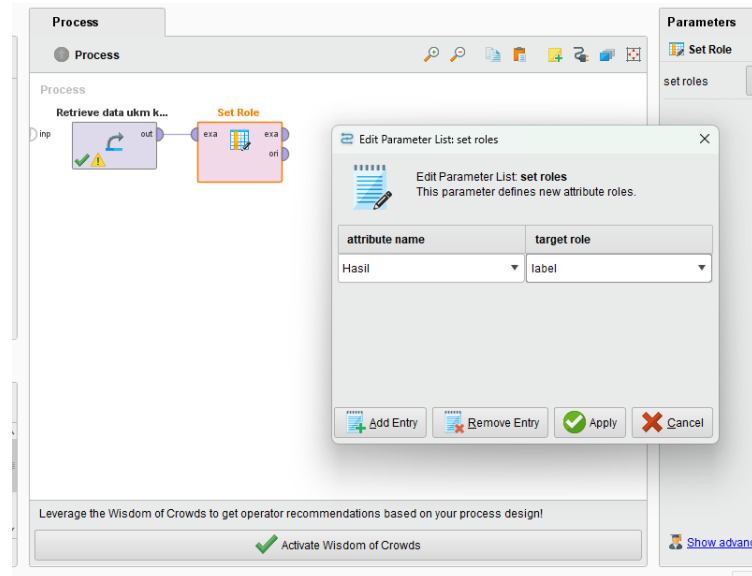 Process
Parameters
Process
Set Role
set roles
Process
Retrieve data ukm k...
Set Role
inp
out
exa
exa
ori
Edit Parameter List: set roles
Edit Parameter List: set roles
This parameter defines new attribute roles.
attribute name
target role
Hasil
label
Add Entry
Remove Entry
Apply
Cancel
Leverage the Wisdom of Crowds to get operator recommendations based on your process design!
Activate Wisdom of Crowds
Show advanc